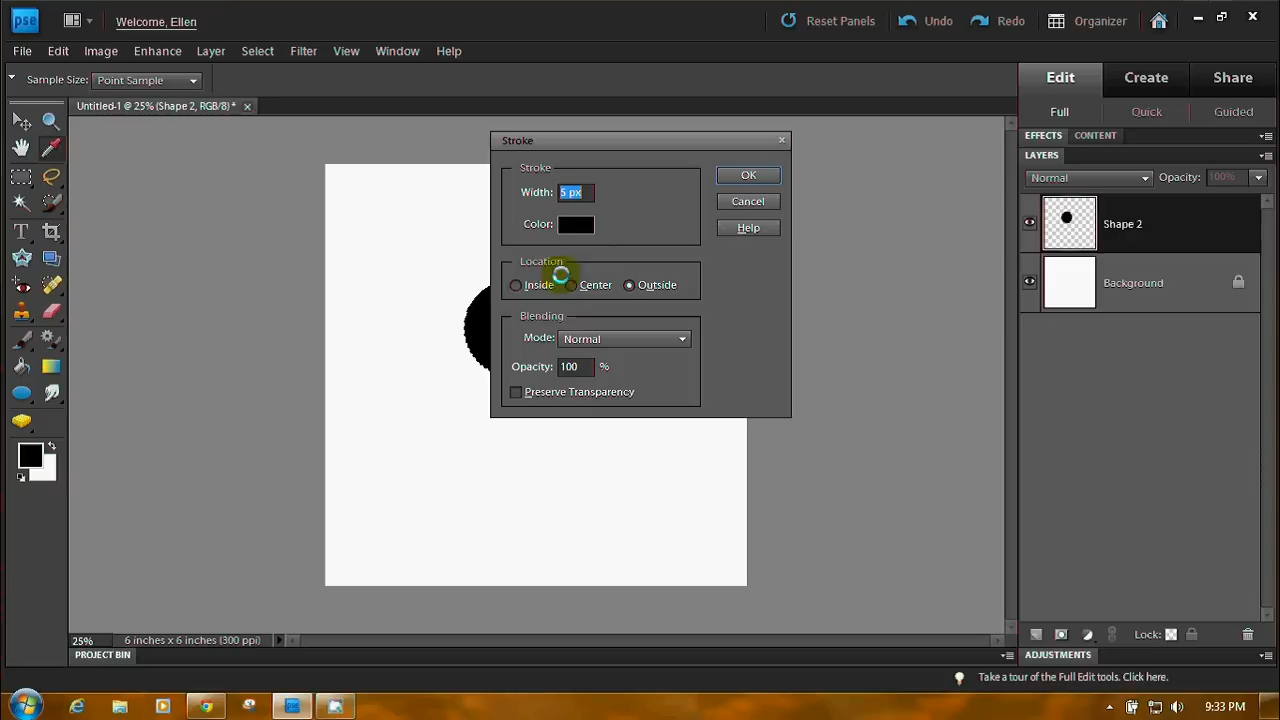 pse Welcome, Ellen Reset Panels Undo Redo Organizer
File Edit Image Enhance Layer Select Filter View Window Help
Sample Size: Point Sample
Edit Create Share
Untitled-1 @ 25% (Shape 2, RGB/8) *
Full Quick Guided
EFFECTS CONTENT
LAYERS
Normal Opacity: 100%
Shape 2
Background
Stroke
Stroke
Width: 5 px
Color:
OK
Cancel
Help
Location
Inside Center Outside
Blending
Mode: Normal
Opacity: 100 %
Preserve Transparency
T
25% 6 inches x 6 inches (300 ppi)
Lock:
PROJECT BIN
ADJUSTMENTS
Take a tour of the Full Edit tools. Click here.
9:33 PM